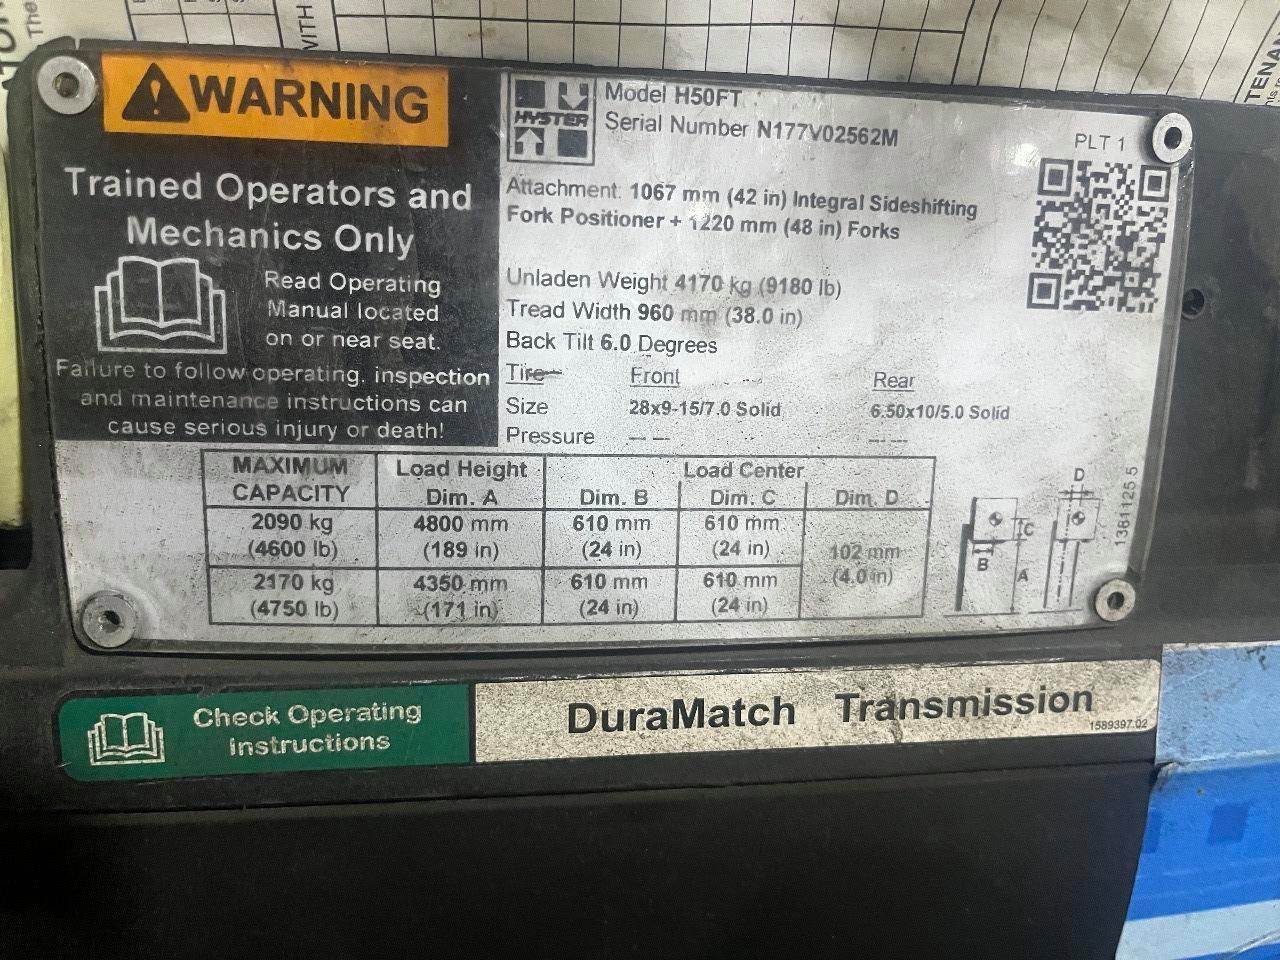 WARNING
Trained Operators and
Mechanics Only
Read Operating
Manual located
on or near seat.
Failure to follow operating, inspection
and maintenance instructions can
cause serious injury or death!
HYSTER
Model H50FT
Serial Number N177V02562M
PLT 1
Attachment: 1067 mm (42 in) Integral Sideshifting
Fork Positioner + 1220 mm (48 in) Forks
Unladen Weight 4170 kg (9180 lb)
Tread Width 960 mm (38.0 in)
Back Tilt 6.0 Degrees
Tire Front Rear
Size 28x9-15/7.0 Solid 6.50x10/5.0 Solid
Pressure -- -- -- --
MAXIMUM Load Height Load Center
CAPACITY Dim. A Dim. B Dim. C Dim. D
2090 kg 4800 mm 610 mm 610 mm
(4600 lb) (189 in) (24 in) (24 in) 102 mm
2170 kg 4350 mm 610 mm 610 mm (4.0 in)
(4750 lb) (171 in) (24 in) (24 in)
D
C
B
A
Check Operating
Instructions
DuraMatch Transmission
1589397.02
WITH
The